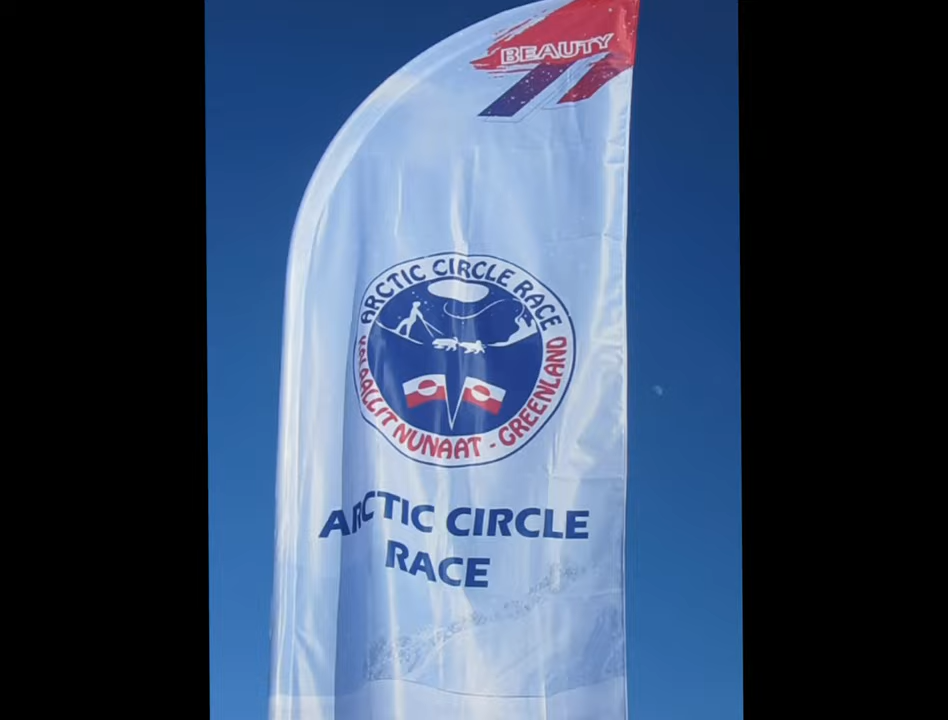 BEAUTY
ARCTIC CIRCLE RACE
KALAALLIT NUNAAT - GREENLAND
ARCTIC CIRCLE
RACE